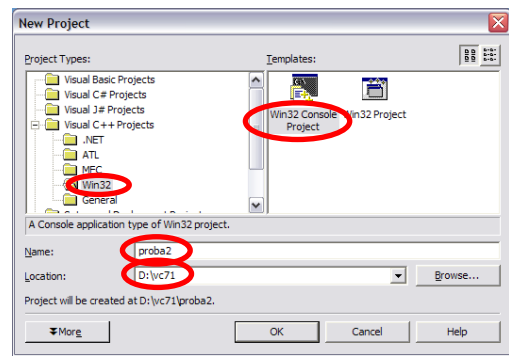 New Project
Project Types:
Templates:
Visual Basic Projects
Visual C# Projects
Visual J# Projects
Visual C++ Projects
.NET
ATL
MFC
Win32
General
Win32 Console
Project
Win32 Project
A Console application type of Win32 project.
Name:
proba2
Location:
D:\vc71
Browse...
Project will be created at D:\vc71\proba2.
More
OK
Cancel
Help